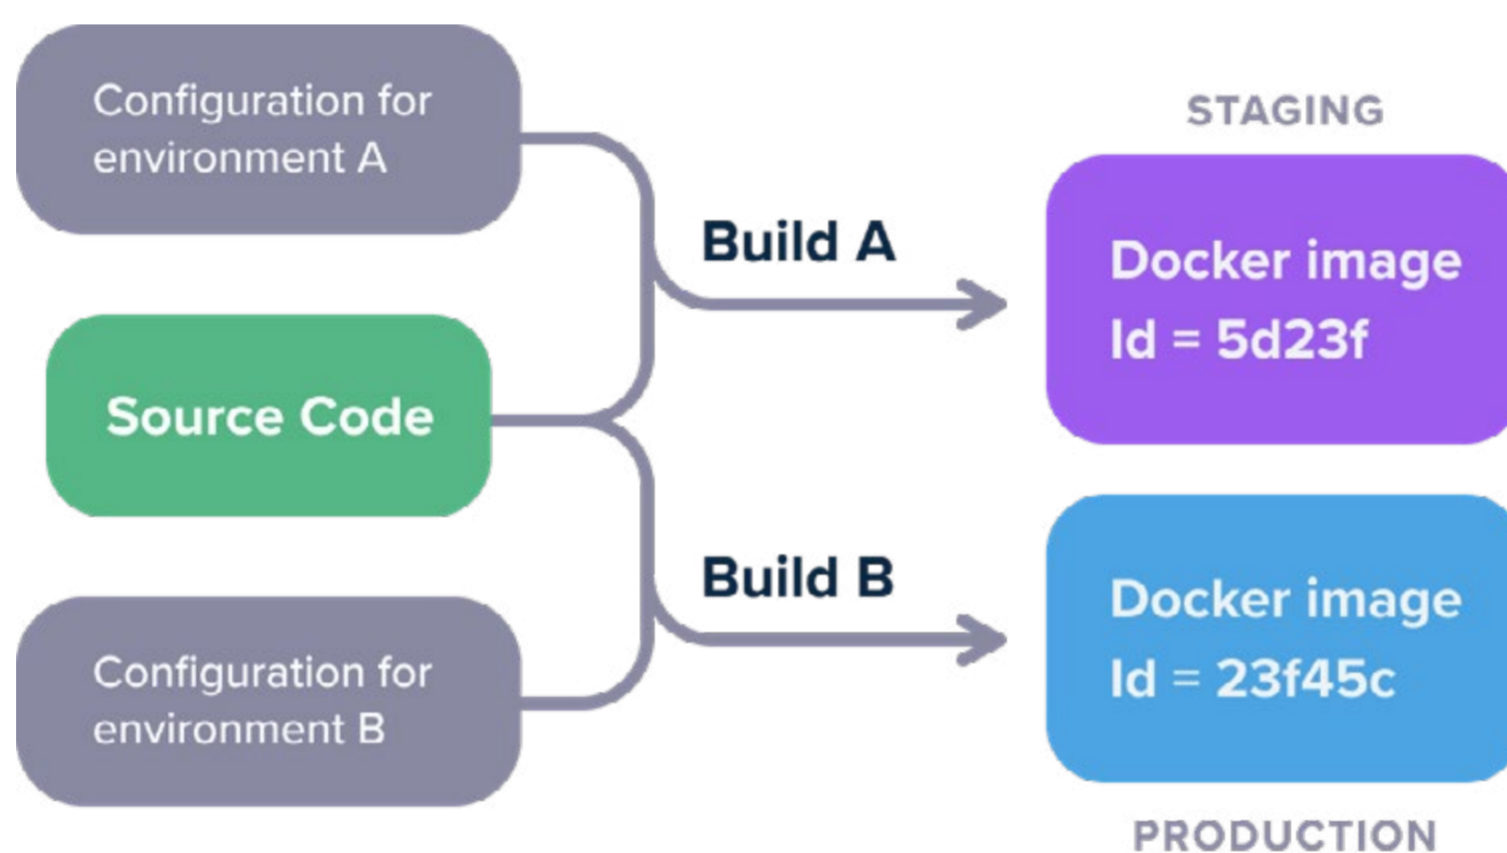 Configuration for
environment A
Source Code
Configuration for
environment B
Build A
Build B
STAGING
Docker image
Id = 5d23f
Docker image
Id = 23f45c
PRODUCTION